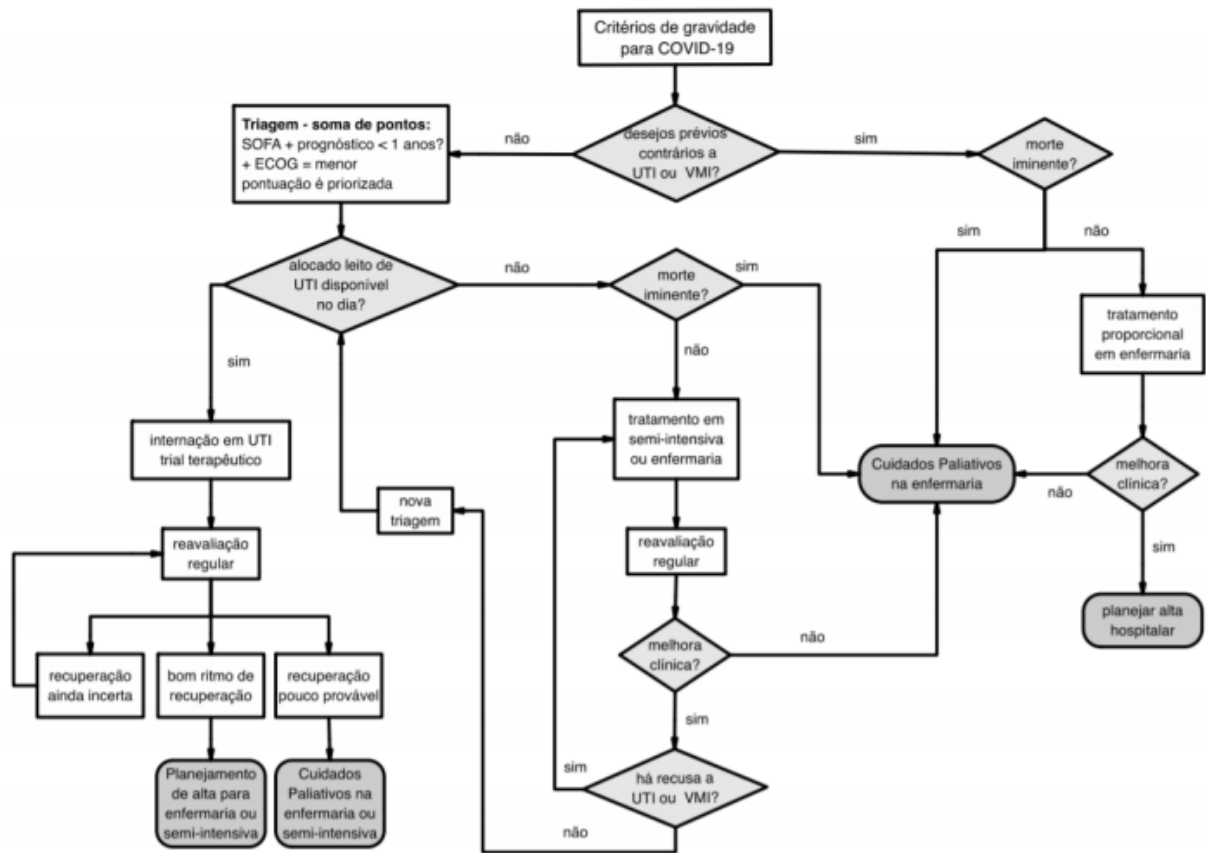 Critérios de gravidade
para COVID-19
Triagem - soma de pontos:
SOFA + prognóstico < 1 anos?
+ ECOG = menor
pontuação é priorizada
não
desejos prévios
contrários a
UTI ou VMI?
sim
morte
iminente?
sim
não
alocado leito de
UTI disponível
no dia?
não
morte
iminente?
sim
tratamento
proporcional
em enfermaria
sim
não
internação em UTI
trial terapêutico
tratamento em
semi-intensiva
ou enfermaria
Cuidados Paliativos
na enfermaria
não
melhora
clínica?
nova
triagem
reavaliação
regular
reavaliação
regular
sim
planejar alta
hospitalar
melhora
clínica?
não
recuperação
ainda incerta
bom ritmo de
recuperação
recuperação
pouco provável
sim
Planejamento
de alta para
enfermaria ou
semi-intensiva
Cuidados
Paliativos na
enfermaria ou
semi-intensiva
sim
há recusa a
UTI ou VMI?
não